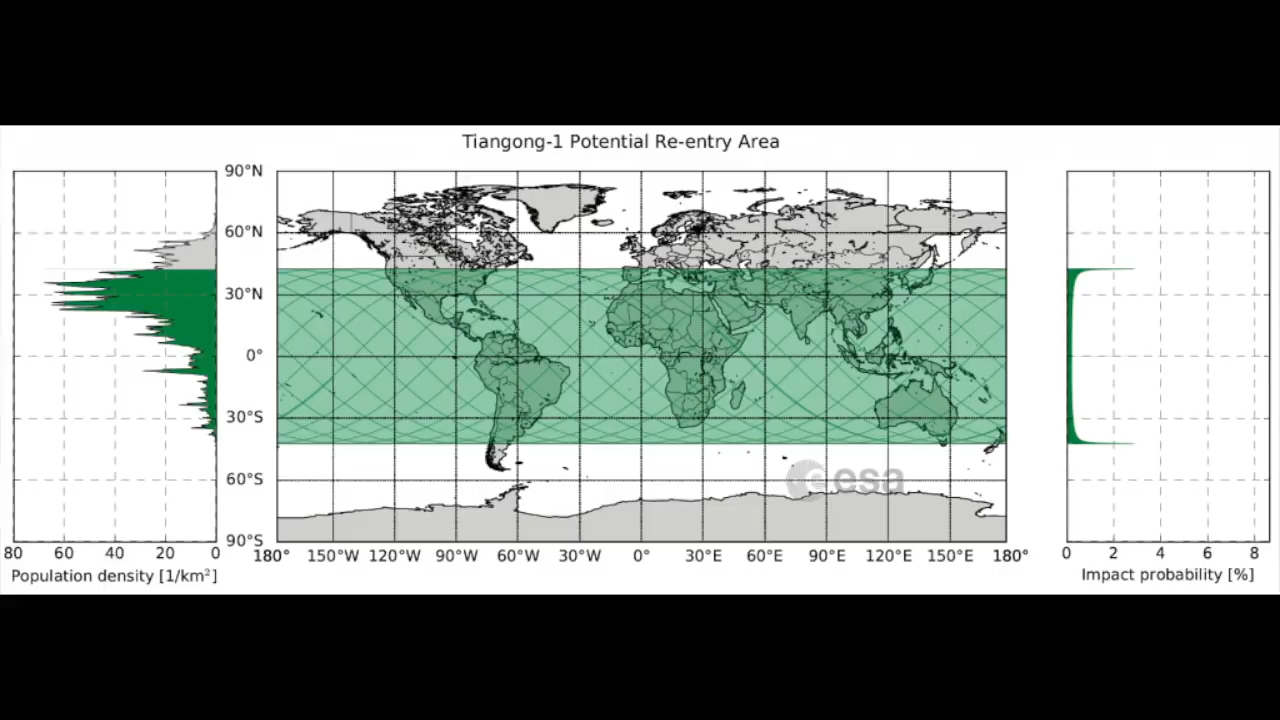 Tiangong-1 Potential Re-entry Area
90°N
60°N
30°N
0°
30°S
60°S
90°S
80 60 40 20 0
180° 150°W 120°W 90°W 60°W 30°W 0° 30°E 60°E 90°E 120°E 150°E 180°
0 2 4 6 8
Population density [1/km²]
Impact probability [%]
esa